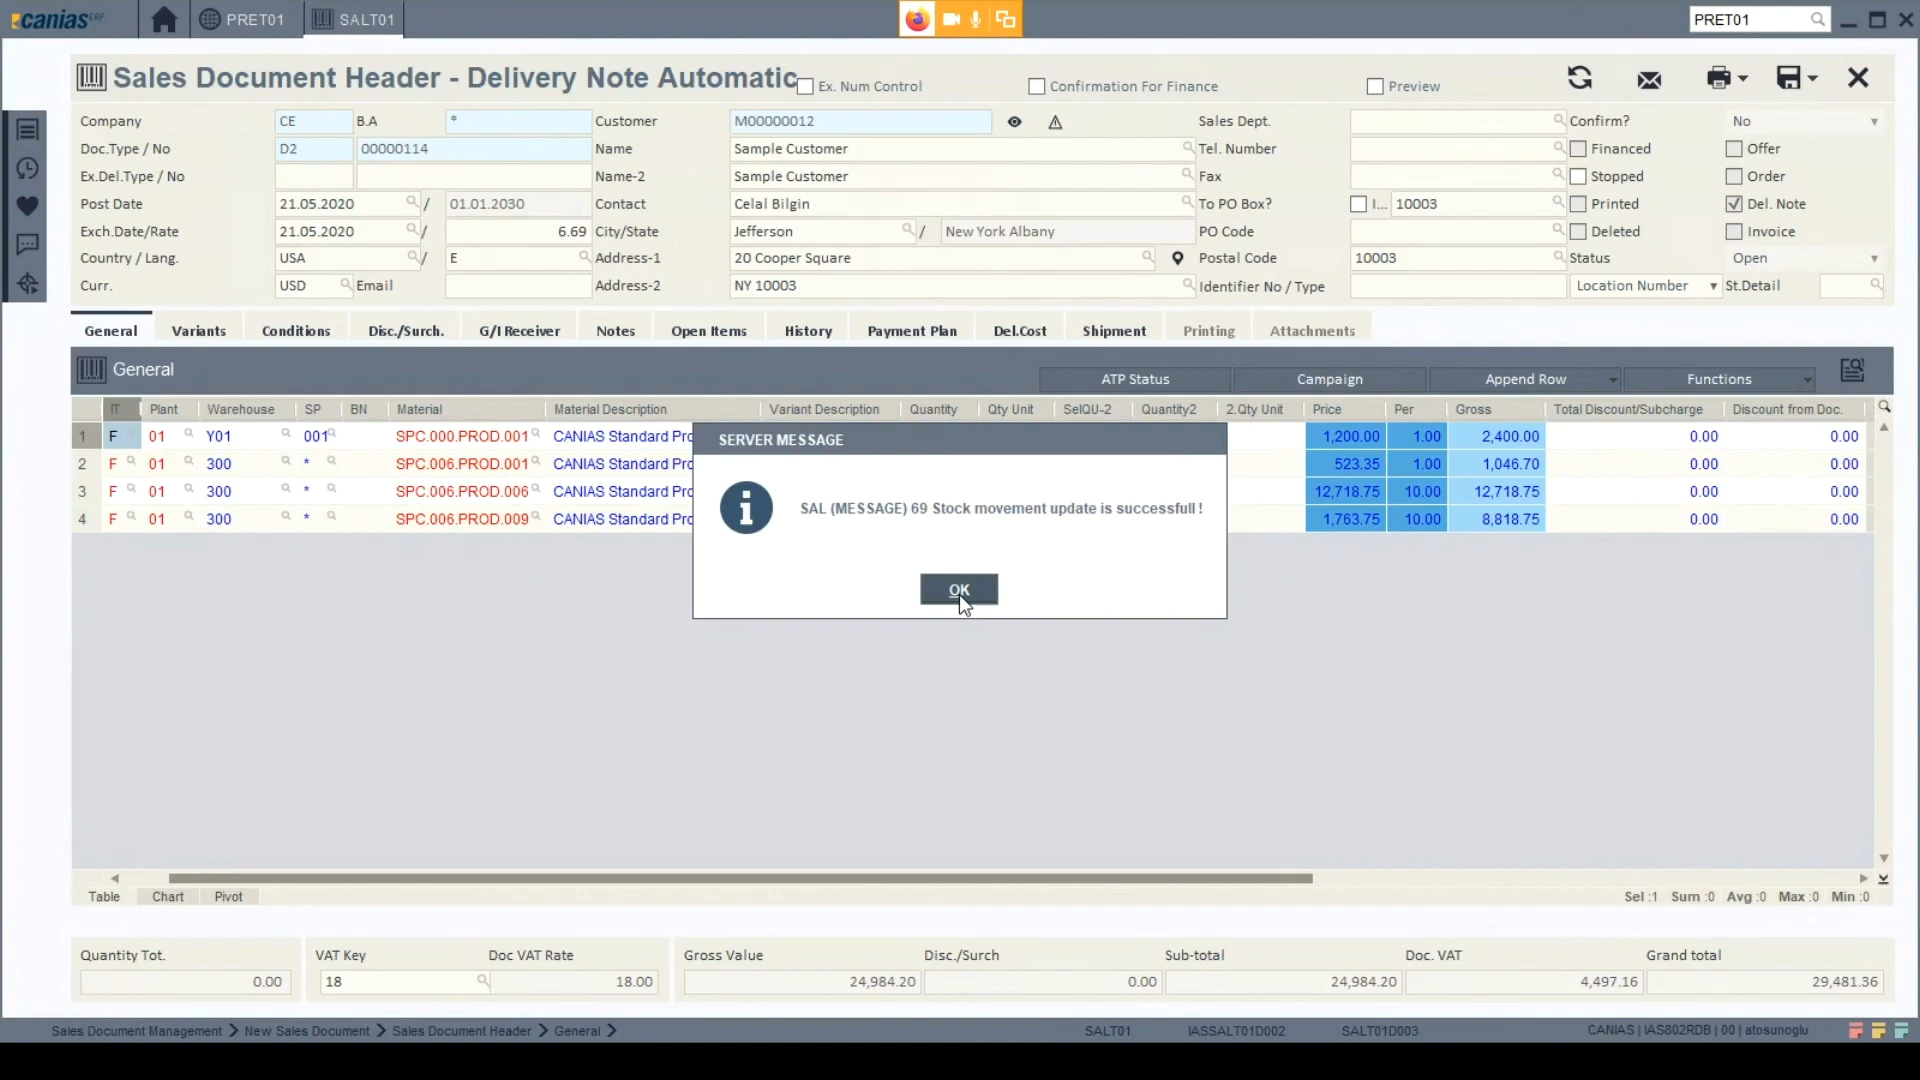 canias ERP PRET01 SALT01 PRET01
Sales Document Header - Delivery Note Automatic Ex. Num Control Confirmation For Finance Preview
Company CE B.A * Customer M00000012 Sales Dept. Confirm? No
Doc.Type / No D2 00000114 Name Sample Customer Tel. Number Financed Offer
Ex.Del.Type / No Name-2 Sample Customer Fax Stopped Order
Post Date 21.05.2020 / 01.01.2030 Contact Celal Bilgin To PO Box? I... 10003 Printed Del. Note
Exch.Date/Rate 21.05.2020 / 6.69 City/State Jefferson / New York Albany PO Code Deleted Invoice
Country / Lang. USA / E Address-1 20 Cooper Square Postal Code 10003 Status Open
Curr. USD Email Address-2 NY 10003 Identifier No / Type Location Number St.Detail
General Variants Conditions Disc./Surch. G/I Receiver Notes Open Items History Payment Plan Del.Cost Shipment Printing Attachments
General ATP Status Campaign Append Row Functions
IT Plant Warehouse SP BN Material Material Description Variant Description Quantity Qty Unit SelQU-2 Quantity2 2.Qty Unit Price Per Gross Total Discount/Subcharge Discount from Doc.
1 F 01 Y01 001 SPC.000.PROD.001 CANIAS Standard Pro 1,200.00 1.00 2,400.00 0.00 0.00
2 F 01 300 * SPC.006.PROD.001 CANIAS Standard Pro 523.35 1.00 1,046.70 0.00 0.00
3 F 01 300 * SPC.006.PROD.006 CANIAS Standard Pro 12,718.75 10.00 12,718.75 0.00 0.00
4 F 01 300 * SPC.006.PROD.009 CANIAS Standard Pro 1,763.75 10.00 8,818.75 0.00 0.00
SERVER MESSAGE
SAL (MESSAGE) 69 Stock movement update is successfull !
OK
Table Chart Pivot Sel :1 Sum :0 Avg :0 Max :0 Min :0
Quantity Tot. VAT Key Doc VAT Rate Gross Value Disc./Surch Sub-total Doc. VAT Grand total
0.00 18 18.00 24,984.20 0.00 24,984.20 4,497.16 29,481.36
Sales Document Management New Sales Document Sales Document Header General SALT01 IASSALT01D002 SALT01D003 CANIAS | IAS802RDB | 00 | atosunoglu